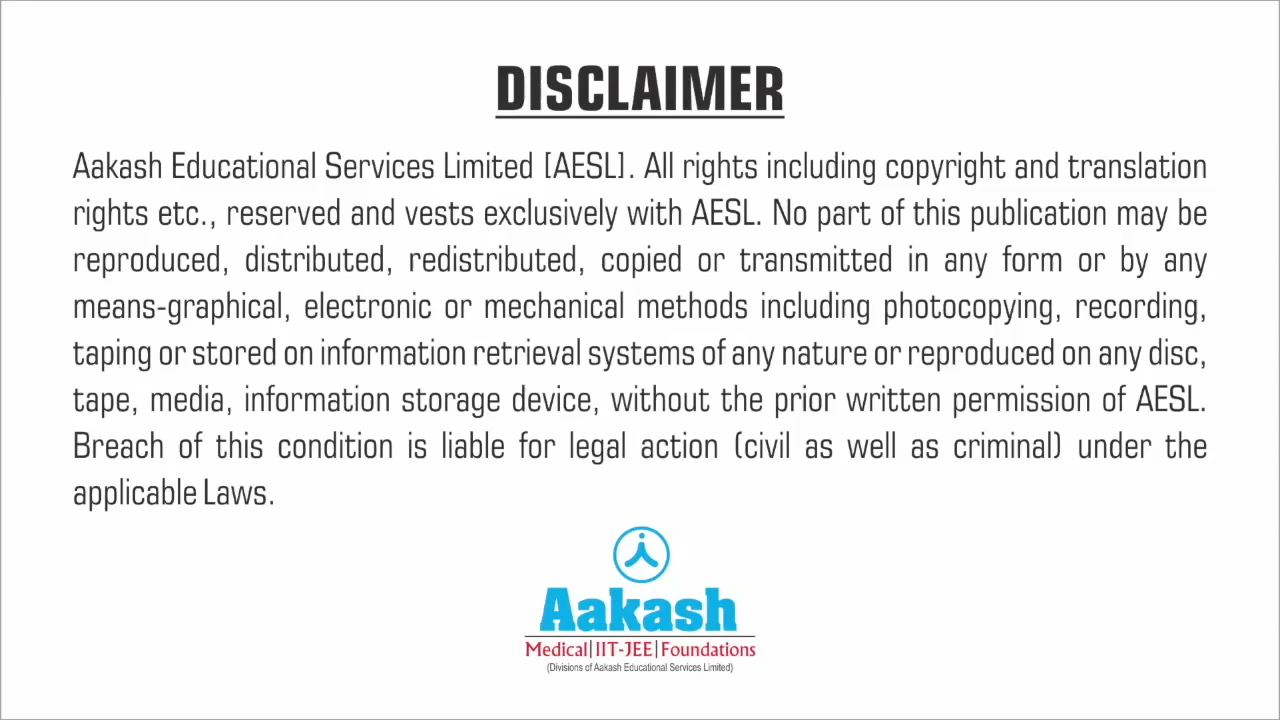 DISCLAIMER
Aakash Educational Services Limited [AESL]. All rights including copyright and translation
rights etc., reserved and vests exclusively with AESL. No part of this publication may be
reproduced, distributed, redistributed, copied or transmitted in any form or by any
means-graphical, electronic or mechanical methods including photocopying, recording,
taping or stored on information retrieval systems of any nature or reproduced on any disc,
tape, media, information storage device, without the prior written permission of AESL.
Breach of this condition is liable for legal action (civil as well as criminal) under the
applicable Laws.
Aakash
Medical|IIT-JEE|Foundations
(Divisions of Aakash Educational Services Limited)